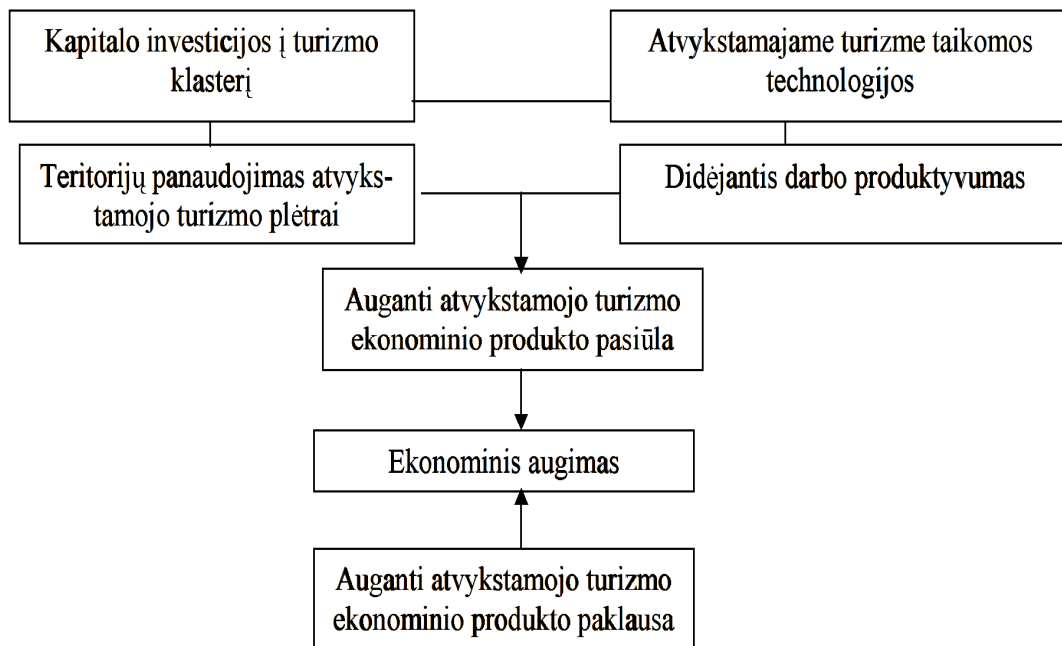 Kapitalo investicijos į turizmo
klasterį
Atvykstamajame turizme taikomos
technologijos
Teritorijų panaudojimas atvyks-
tamojo turizmo plėtrai
Didėjantis darbo produktyvumas
Auganti atvykstamojo turizmo
ekonominio produkto pasiūla
Ekonominis augimas
Auganti atvykstamojo turizmo
ekonominio produkto paklausa